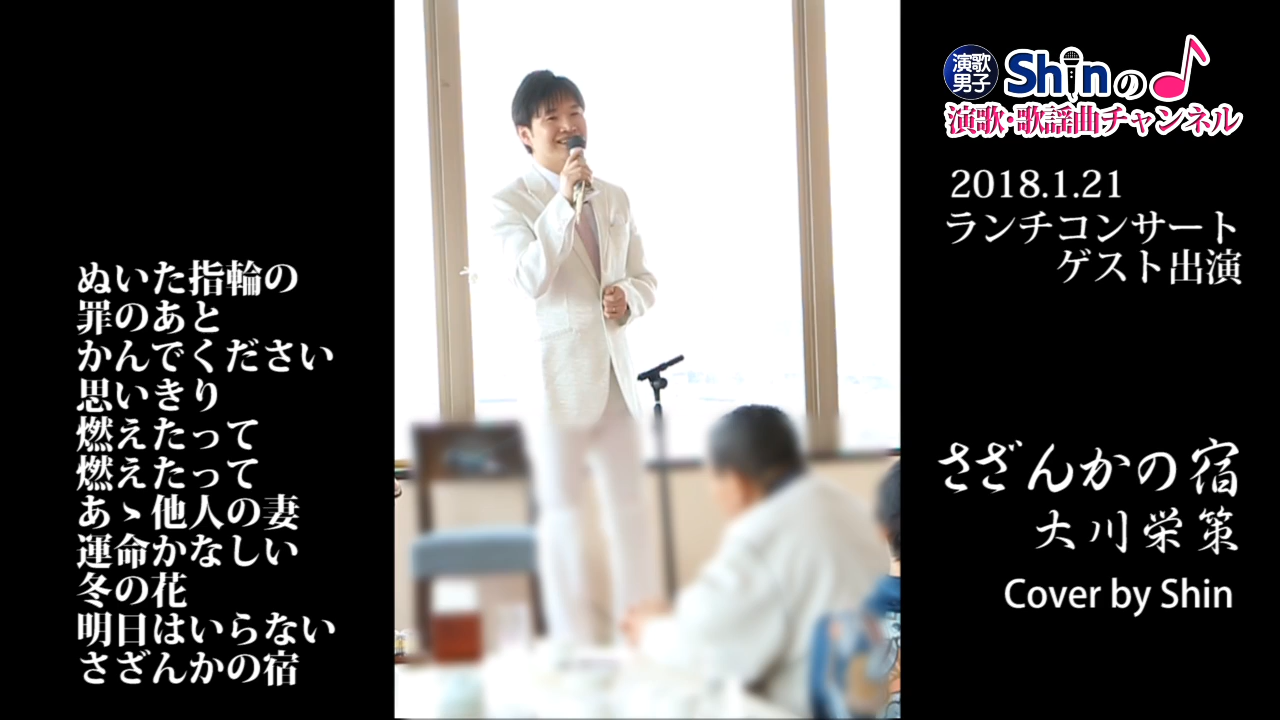 ぬいた指輪の
罪のあと
かんでください
思いきり
燃えたって
燃えたって
あゝ他人の妻
運命かなしい
冬の花
明日はいらない
さざんかの宿
演歌男子
Shinの
演歌・歌謡曲チャンネル
2018.1.21
ランチコンサート
ゲスト出演
さざんかの宿
大川栄策
Cover by Shin